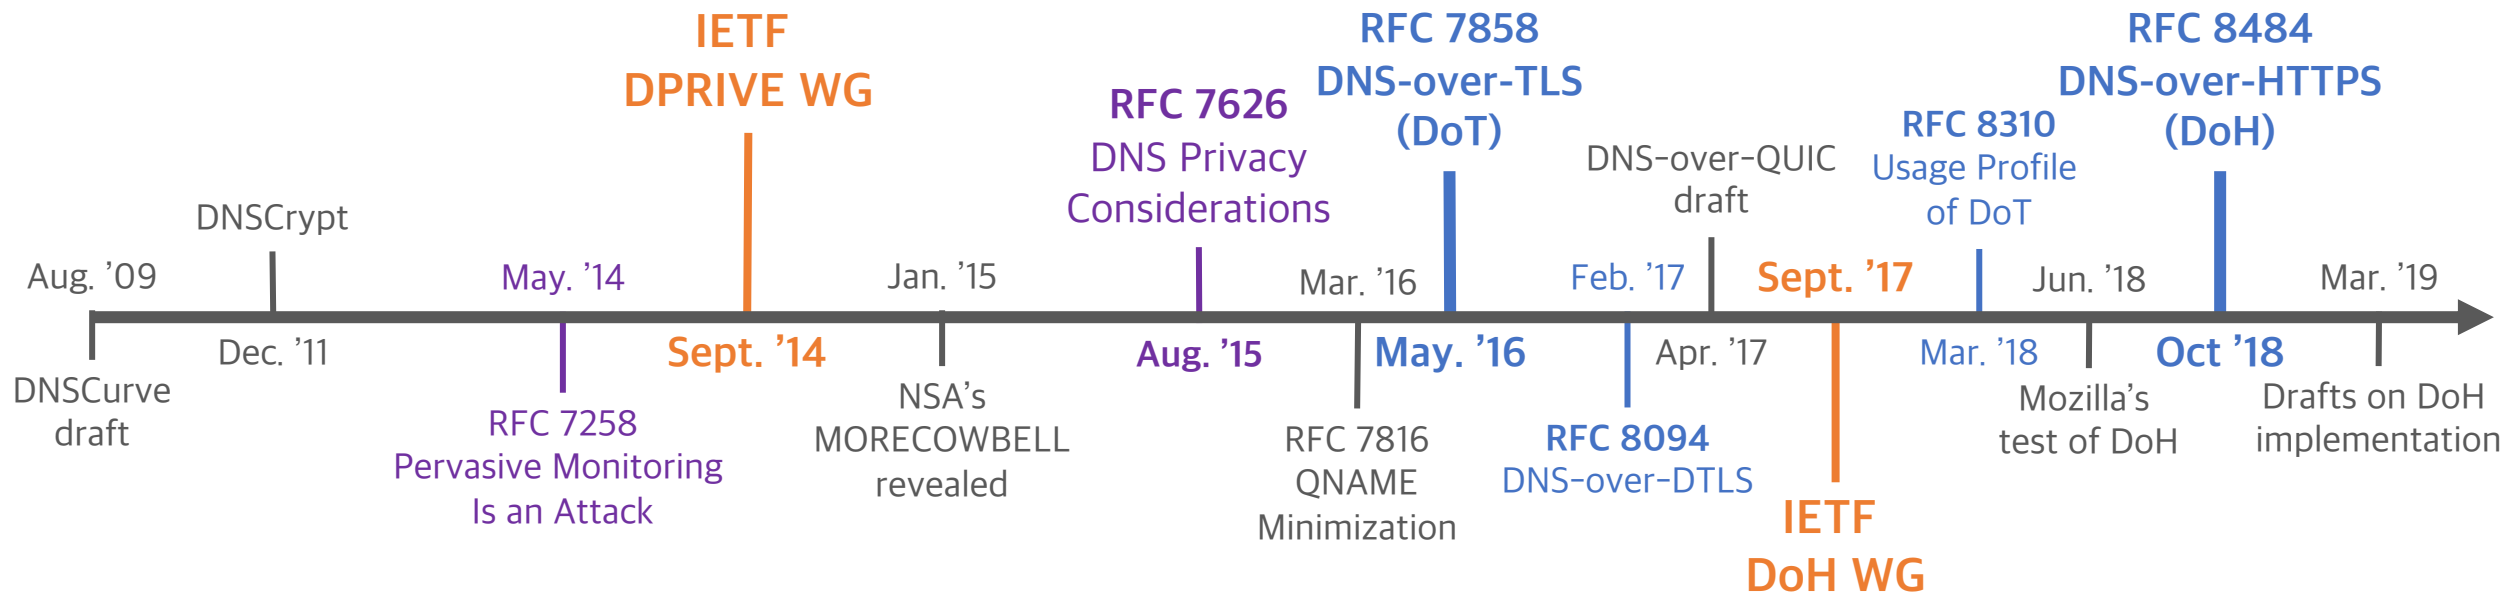 Aug. ’09
DNSCurve
draft
DNSCrypt
Dec. ’11
May. ’14
RFC 7258
Pervasive Monitoring
Is an Attack
IETF
DPRIVE WG
Sept. ’14
Jan. ’15
NSA’s
MORECOWBELL
revealed
RFC 7626
DNS Privacy
Considerations
Aug. ’15
Mar. ’16
RFC 7816
QNAME
Minimization
RFC 7858
DNS-over-TLS
(DoT)
May. ’16
Feb. ’17
RFC 8094
DNS-over-DTLS
DNS-over-QUIC
draft
Apr. ’17
Sept. ’17
IETF
DoH WG
RFC 8310
Usage Profile
of DoT
Mar. ’18
Jun. ’18
Mozilla’s
test of DoH
RFC 8484
DNS-over-HTTPS
(DoH)
Oct ’18
Mar. ’19
Drafts on DoH
implementation